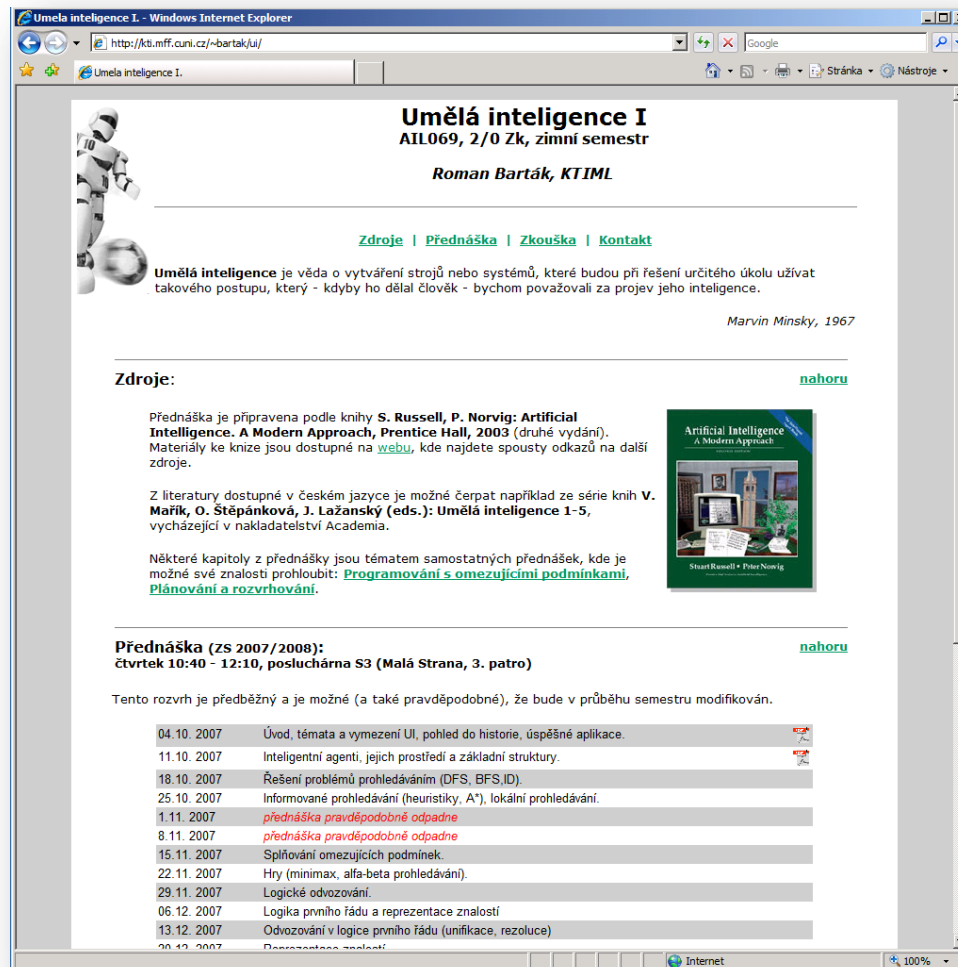 Umela inteligence I. - Windows Internet Explorer
http://kti.mff.cuni.cz/~bartak/ui/
Google
Umela inteligence I.
Stránka
Nástroje
Umělá inteligence I
AIL069, 2/0 Zk, zimní semestr
Roman Barták, KTIML
Zdroje | Přednáška | Zkouška | Kontakt
Umělá inteligence je věda o vytváření strojů nebo systémů, které budou při řešení určitého úkolu užívat
takového postupu, který - kdyby ho dělal člověk - bychom považovali za projev jeho inteligence.
Marvin Minsky, 1967
Zdroje:
nahoru
Přednáška je připravena podle knihy S. Russell, P. Norvig: Artificial
Intelligence. A Modern Approach, Prentice Hall, 2003 (druhé vydání).
Materiály ke knize jsou dostupné na webu, kde najdete spousty odkazů na další
zdroje.
Z literatury dostupné v českém jazyce je možné čerpat například ze série knih V.
Mařík, O. Štěpánková, J. Lažanský (eds.): Umělá inteligence 1-5,
vycházející v nakladatelství Academia.
Některé kapitoly z přednášky jsou tématem samostatných přednášek, kde je
možné své znalosti prohloubit: Programování s omezujícími podmínkami,
Plánování a rozvrhování.
Artificial Intelligence
A Modern Approach
Stuart Russell • Peter Norvig
Přednáška (ZS 2007/2008):
nahoru
čtvrtek 10:40 - 12:10, posluchárna S3 (Malá Strana, 3. patro)
Tento rozvrh je předběžný a je možné (a také pravděpodobné), že bude v průběhu semestru modifikován.
04.10. 2007 Úvod, témata a vymezení UI, pohled do historie, úspěšné aplikace.
11.10. 2007 Inteligentní agenti, jejich prostředí a základní struktury.
18.10. 2007 Řešení problémů prohledáváním (DFS, BFS,ID).
25.10. 2007 Informované prohledávání (heuristiky, A*), lokální prohledávání.
1.11. 2007 přednáška pravděpodobně odpadne
8.11. 2007 přednáška pravděpodobně odpadne
15.11. 2007 Splňování omezujících podmínek.
22.11. 2007 Hry (minimax, alfa-beta prohledávání).
29.11. 2007 Logické odvozování.
06.12. 2007 Logika prvního řádu a reprezentace znalostí
13.12. 2007 Odvozování v logice prvního řádu (unifikace, rezoluce)
20.12. 2007 Reprezentace znalostí
Internet
100%